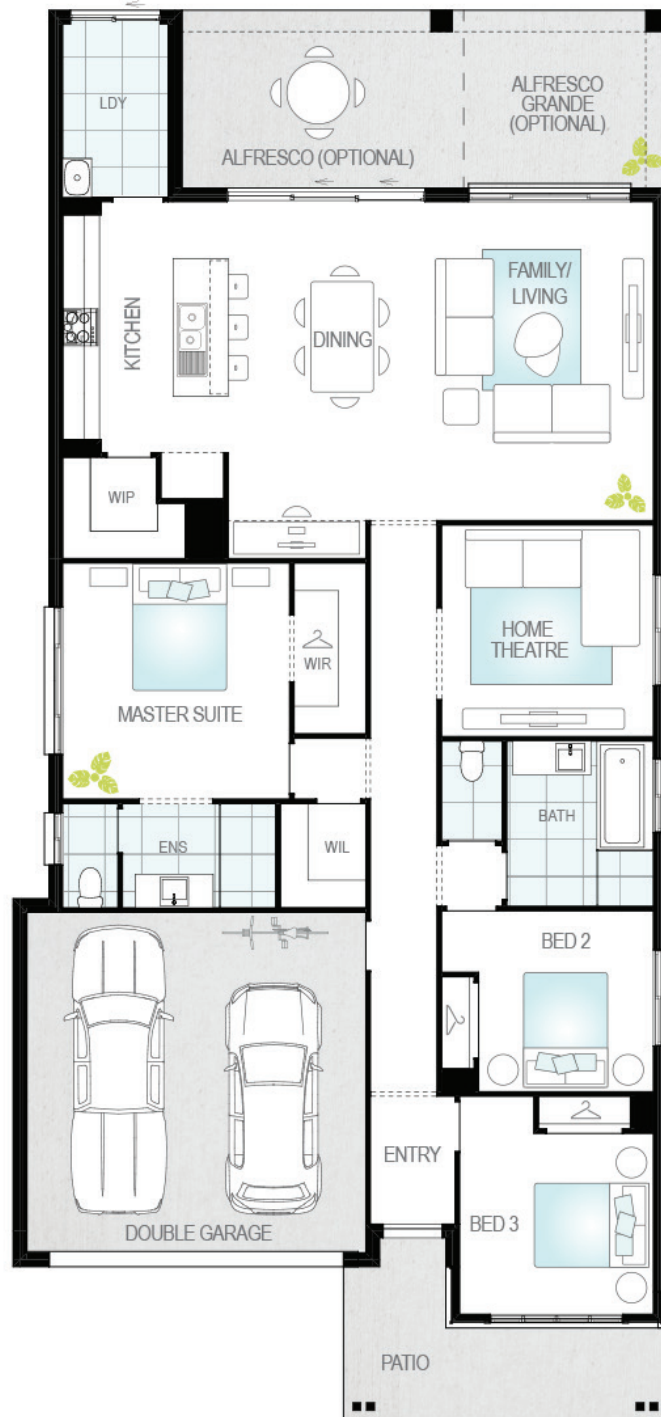 LDY
ALFRESCO (OPTIONAL)
ALFRESCO
GRANDE
(OPTIONAL)
KITCHEN
DINING
FAMILY/
LIVING
WIP
MASTER SUITE
WIR
HOME
THEATRE
ENS
WIL
BATH
BED 2
DOUBLE GARAGE
ENTRY
BED 3
PATIO